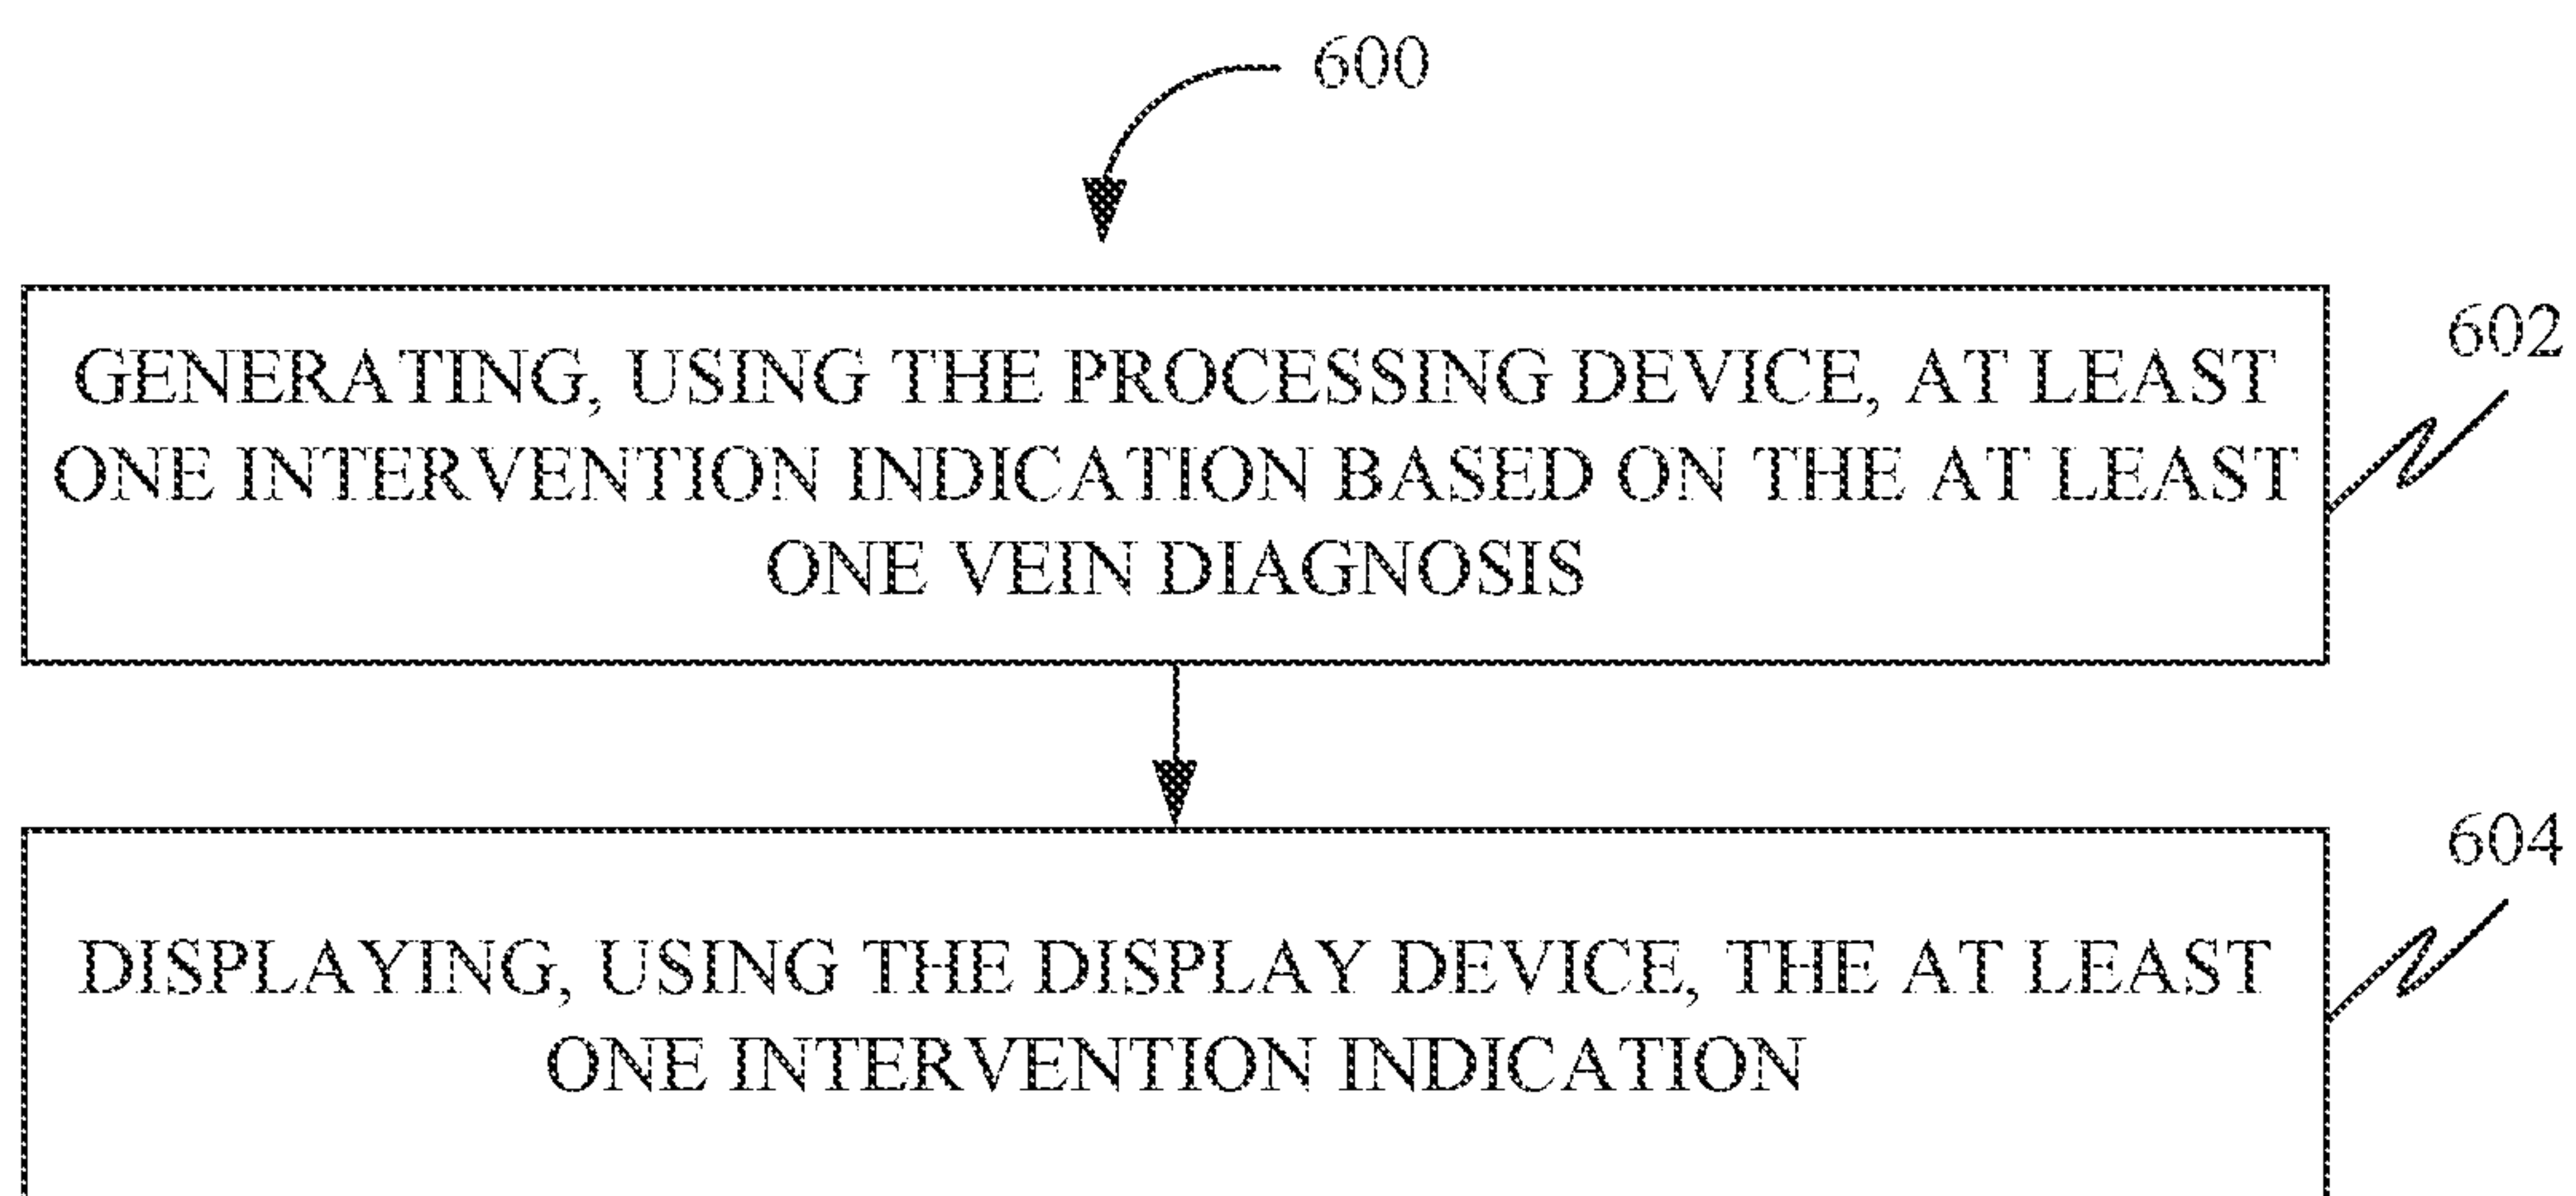 600
602
GENERATING, USING THE PROCESSING DEVICE, AT LEAST
ONE INTERVENTION INDICATION BASED ON THE AT LEAST
ONE VEIN DIAGNOSIS
604
DISPLAYING, USING THE DISPLAY DEVICE, THE AT LEAST
ONE INTERVENTION INDICATION